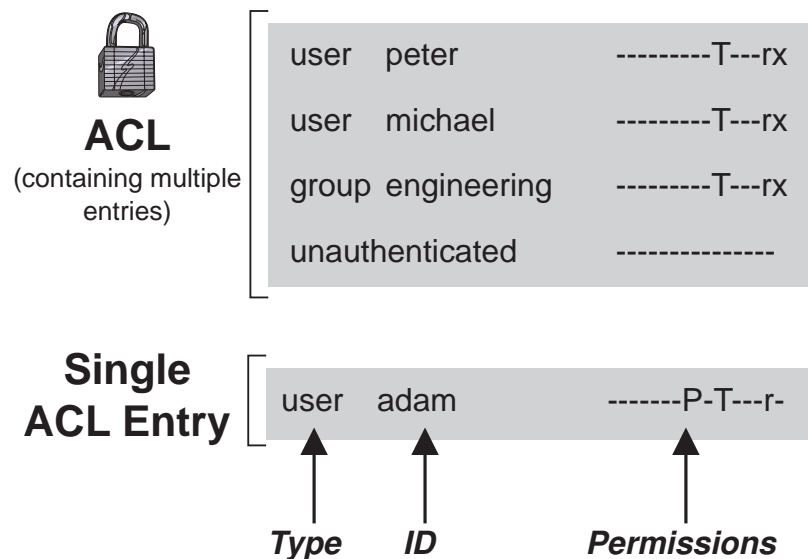 ACL
(containing multiple
entries)
user peter ---------T---rx
user michael ---------T---rx
group engineering ---------T---rx
unauthenticated ---------------
Single
ACL Entry
user adam -------P-T---r-
Type ID Permissions